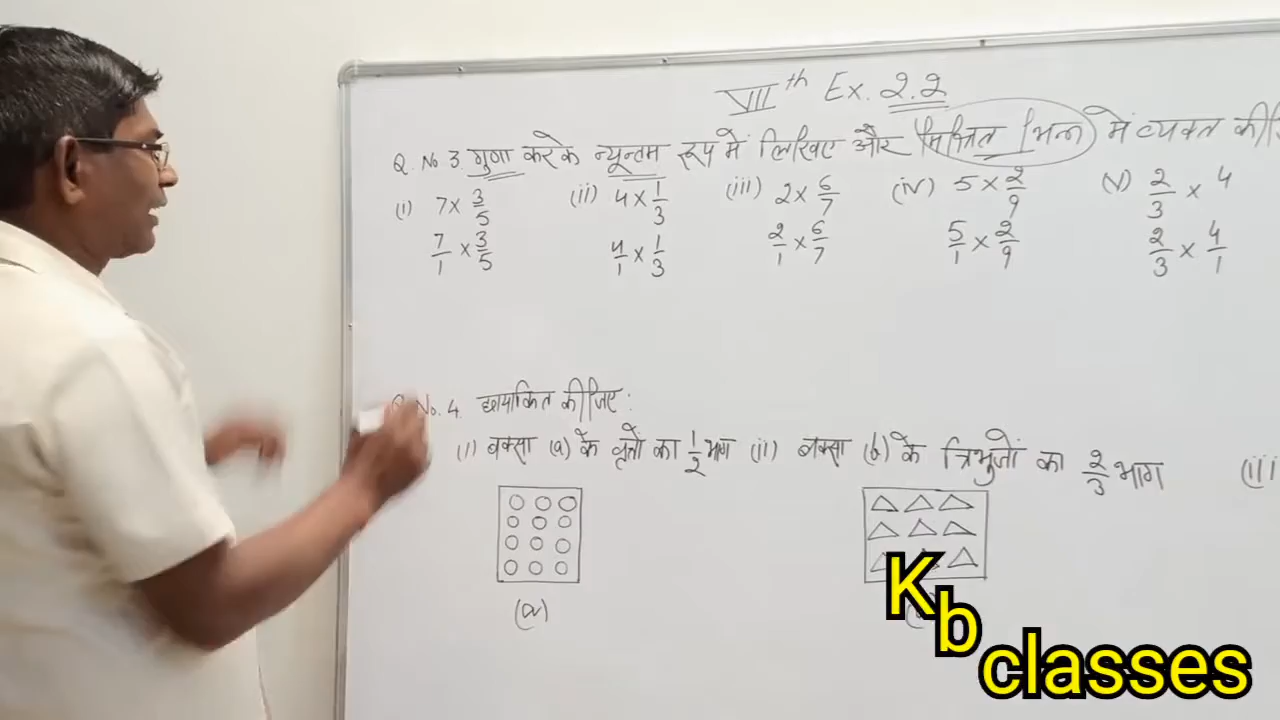 VII th Ex. 2.2
Q. No 3. गुणा करके न्यूनतम रूप में लिखिए और मिश्रित भिन्न में व्यक्त
(i) 7 × 3/5 (ii) 4 × 1/3 (iii) 2 × 6/7 (iv) 5 × 2/9 (v) 2/3 × 4
7/1 × 3/5 4/1 × 1/3 2/1 × 6/7 5/1 × 2/9 2/3 × 4/1
No. 4. छायांकित कीजिए:
(i) बक्सा (a) के वृत्तों का 1/2 भाग (ii) बक्सा (b) के त्रिभुजों का 2/3 भाग (iii
(a)
Kb classes